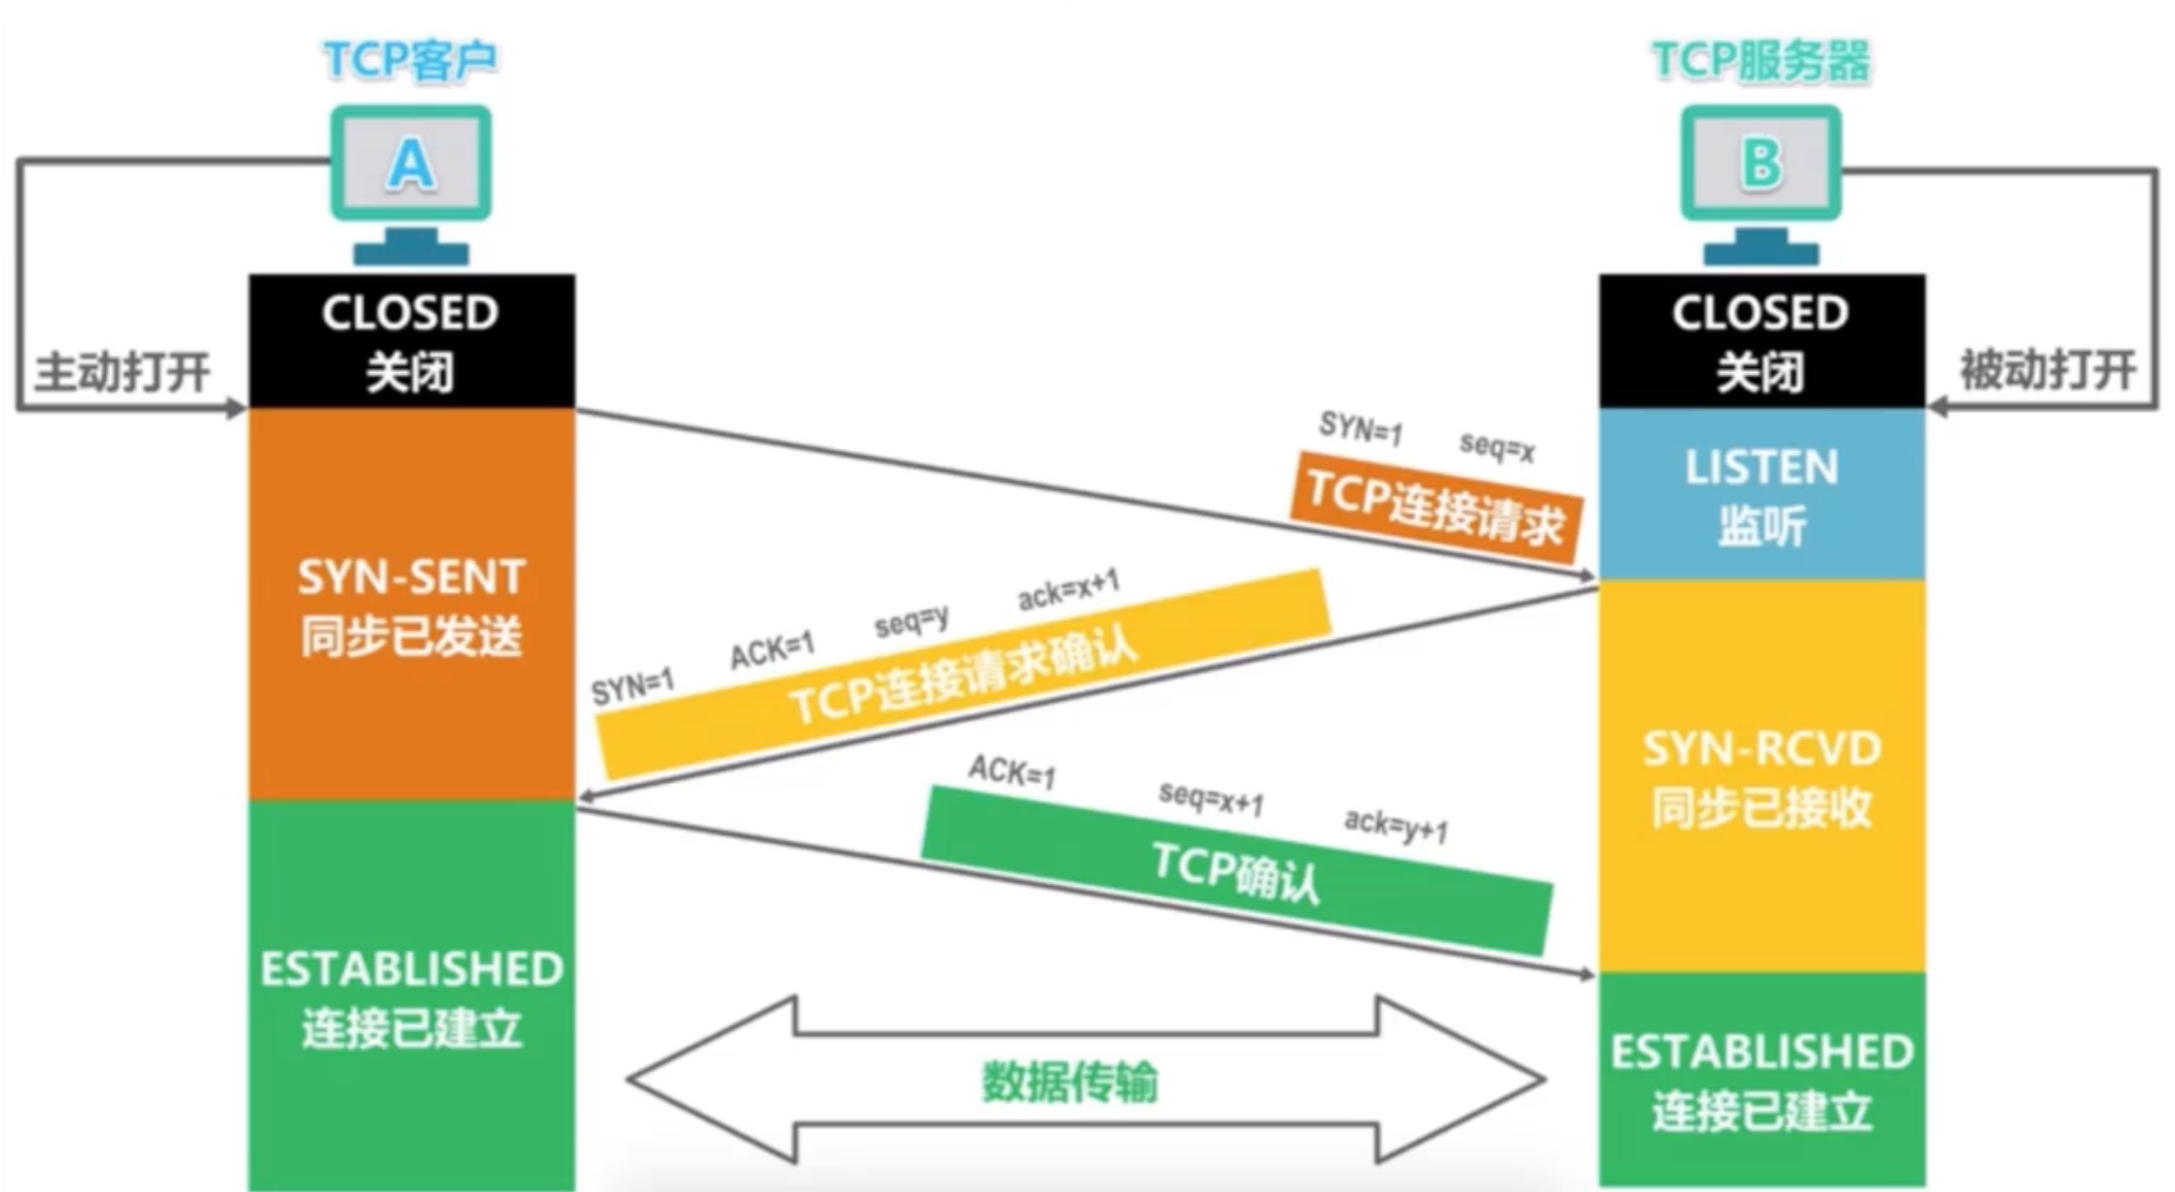 TCP客户
TCP服务器
A
B
CLOSED
关闭
CLOSED
关闭
主动打开
被动打开
SYN=1 seq=x
TCP连接请求
LISTEN
监听
SYN-SENT
同步已发送
SYN=1 ACK=1 seq=y ack=x+1
TCP连接请求确认
SYN-RCVD
同步已接收
ACK=1 seq=x+1 ack=y+1
TCP确认
ESTABLISHED
连接已建立
数据传输
ESTABLISHED
连接已建立